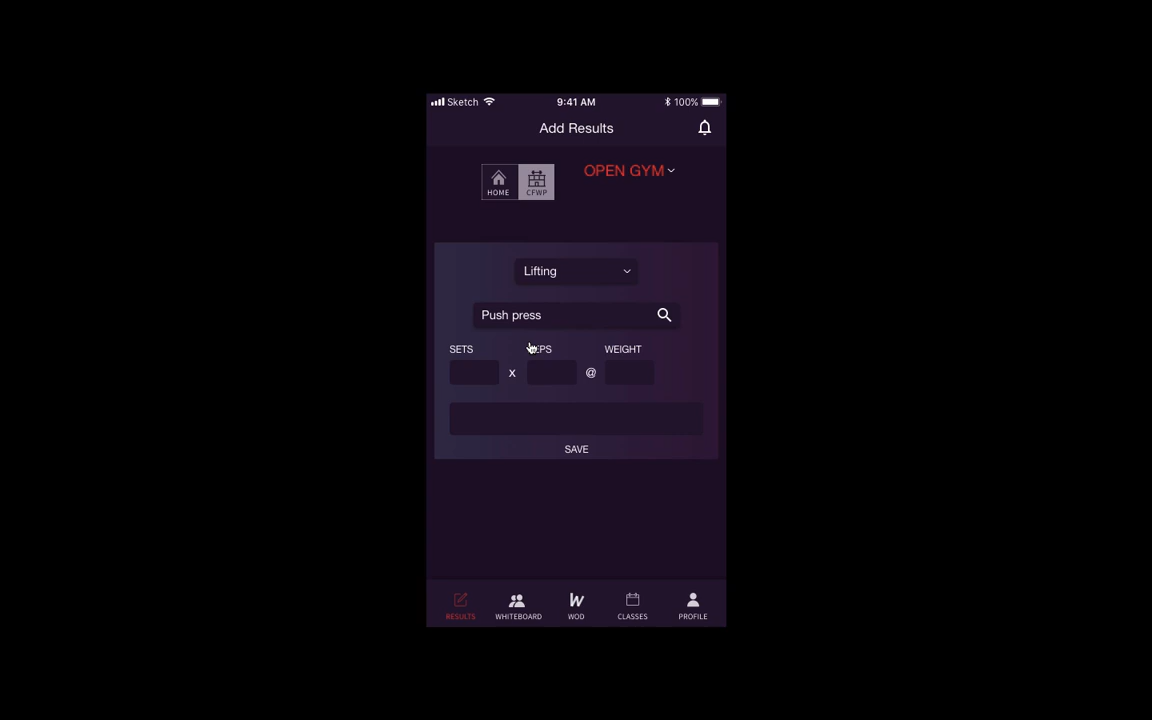 Sketch 9:41 AM 100%
Add Results
OPEN GYM
HOME CFWP
Lifting
Push press
SETS WEIGHT
x @
SAVE
RESULTS WHITEBOARD WOD CLASSES PROFILE